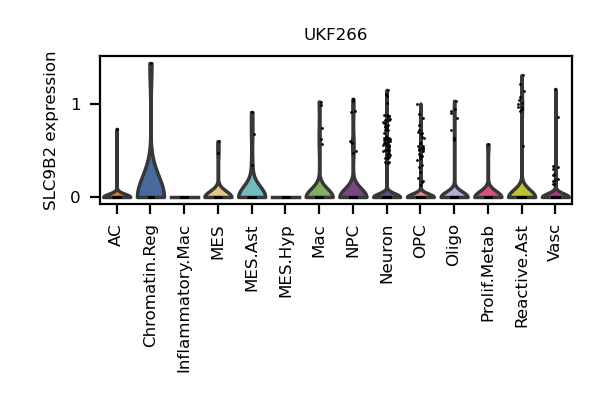 UKF266
SLC9B2 expression
1
0
AC
Chromatin.Reg
Inflammatory.Mac
MES
MES.Ast
MES.Hyp
Mac
NPC
Neuron
OPC
Oligo
Prolif.Metab
Reactive.Ast
Vasc